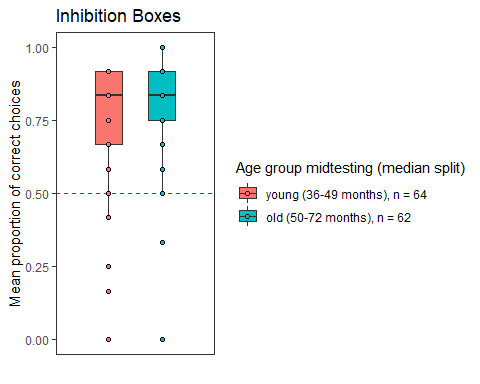 Inhibition Boxes
Mean proportion of correct choices
1.00
0.75
0.50
0.25
0.00
Age group midtesting (median split)
young (36-49 months), n = 64
old (50-72 months), n = 62